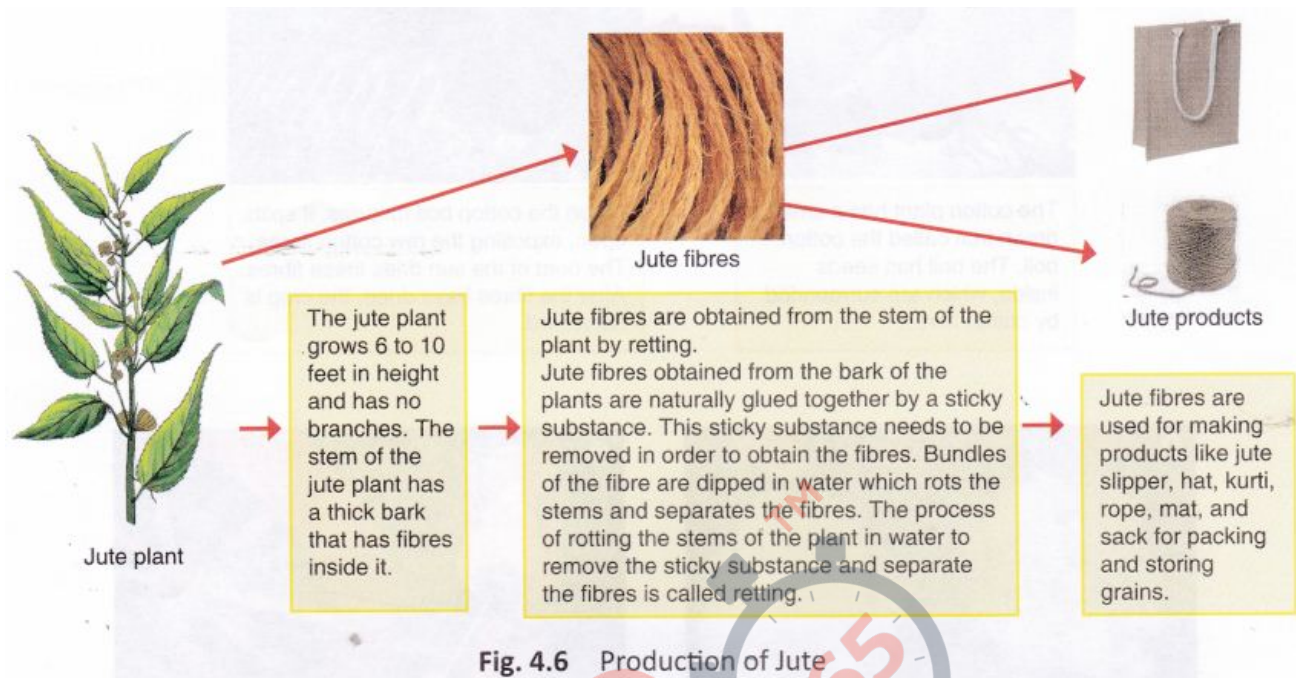 Jute fibres
Jute products
Jute plant
The jute plant
grows 6 to 10
feet in height
and has no
branches. The
stem of the
jute plant has
a thick bark
that has fibres
inside it.
Jute fibres are obtained from the stem of the
plant by retting.
Jute fibres obtained from the bark of the
plants are naturally glued together by a sticky
substance. This sticky substance needs to be
removed in order to obtain the fibres. Bundles
of the fibre are dipped in water which rots the
stems and separates the fibres. The process
of rotting the stems of the plant in water to
remove the sticky substance and separate
the fibres is called retting.
Jute fibres are
used for making
products like jute
slipper, hat, kurti,
rope, mat, and
sack for packing
and storing
grains.
TM
65
Fig. 4.6 Production of Jute